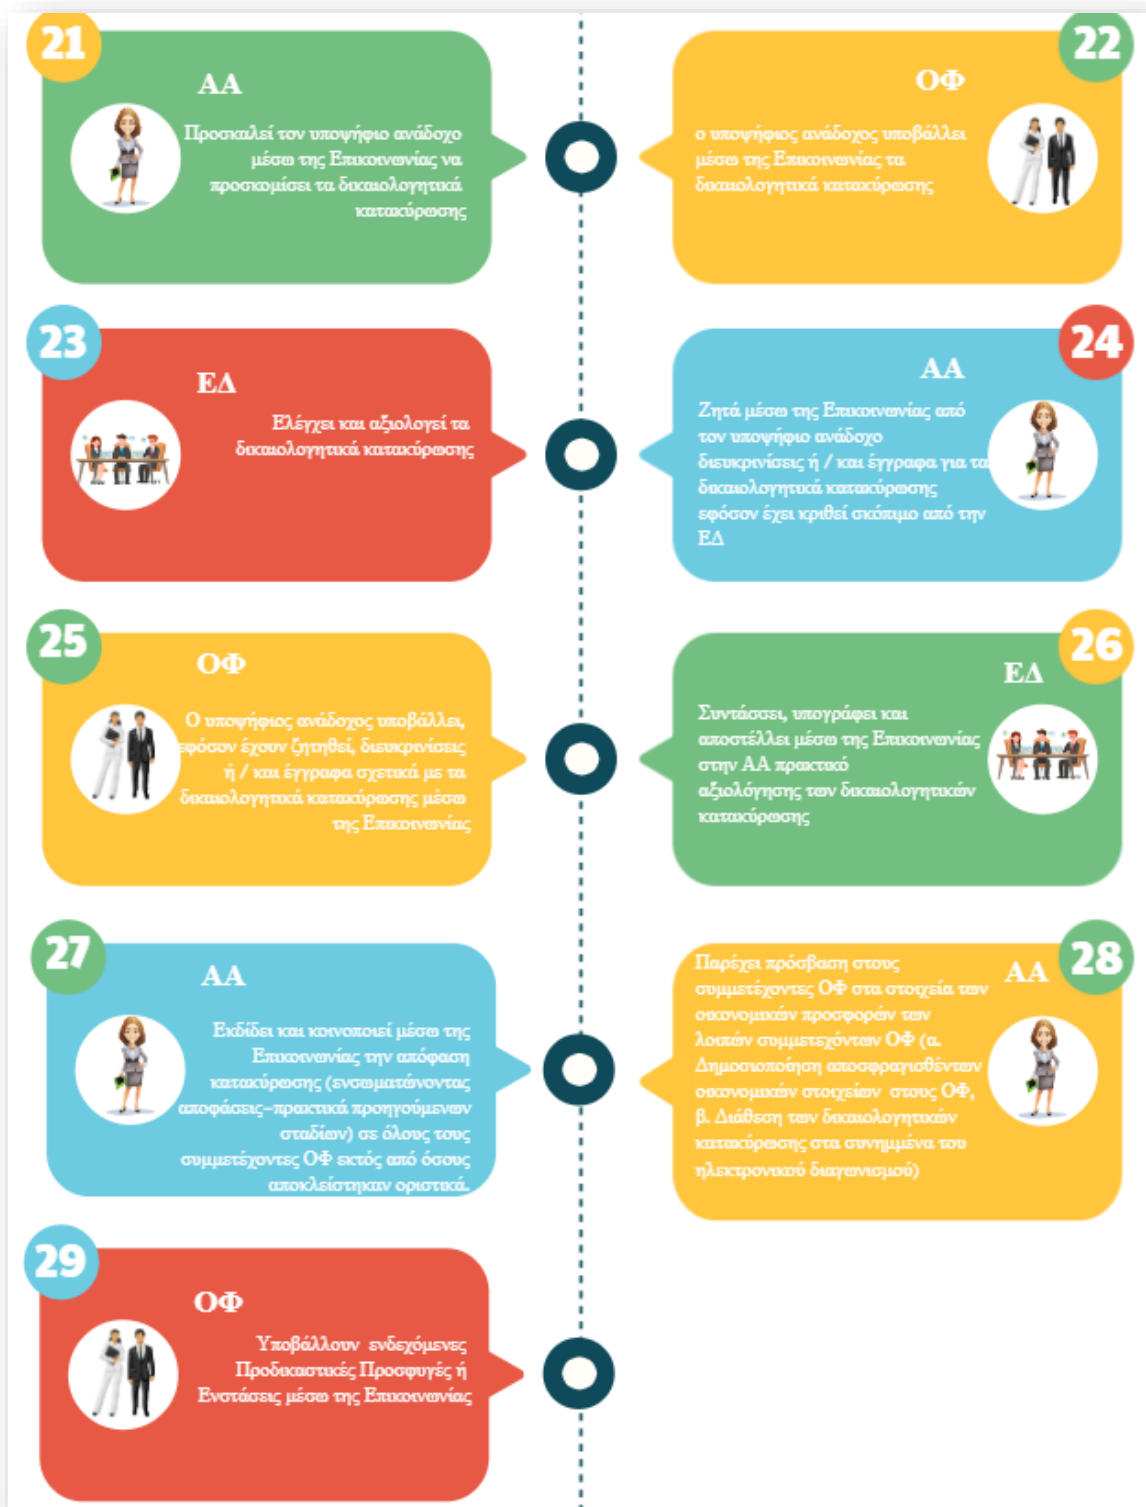 21
ΑΑ
Προσκαλεί τον υποψήφιο ανάδοχο
μέσω της Επικοινωνίας να
προσκομίσει τα δικαιολογητικά
κατακύρωσης
22
ΟΦ
ο υποψήφιος ανάδοχος υποβάλλει
μέσω της Επικοινωνίας τα
δικαιολογητικά κατακύρωσης
23
ΕΔ
Ελέγχει και αξιολογεί τα
δικαιολογητικά κατακύρωσης
24
ΑΑ
Ζητά μέσω της Επικοινωνίας από
τον υποψήφιο ανάδοχο
διευκρινίσεις ή / και έγγραφα για τα
δικαιολογητικά κατακύρωσης
εφόσον έχει κριθεί σκόπιμο από την
ΕΔ
25
ΟΦ
Ο υποψήφιος ανάδοχος υποβάλλει,
εφόσον έχουν ζητηθεί, διευκρινίσεις
ή / και έγγραφα σχετικά με τα
δικαιολογητικά κατακύρωσης μέσω
της Επικοινωνίας
26
ΕΔ
Συντάσσει, υπογράφει και
αποστέλλει μέσω της Επικοινωνίας
στην ΑΑ πρακτικό
αξιολόγησης των δικαιολογητικών
κατακύρωσης
27
ΑΑ
Εκδίδει και κοινοποιεί μέσω της
Επικοινωνίας την απόφαση
κατακύρωσης (ενσωματώνοντας
αποφάσεις-πρακτικά προηγούμενων
σταδίων) σε όλους τους
συμμετέχοντες ΟΦ εκτός από όσους
αποκλείστηκαν οριστικά.
28
ΑΑ
Παρέχει πρόσβαση στους
συμμετέχοντες ΟΦ στα στοιχεία των
οικονομικών προσφορών των
λοιπών συμμετεχόντων ΟΦ (α.
Δημοσιοποίηση αποσφραγισθέντων
οικονομικών στοιχείων στους ΟΦ,
β. Διάθεση των δικαιολογητικών
κατακύρωσης στα συνημμένα του
ηλεκτρονικού διαγωνισμού)
29
ΟΦ
Υποβάλλουν ενδεχόμενες
Προδικαστικές Προσφυγές ή
Ενστάσεις μέσω της Επικοινωνίας